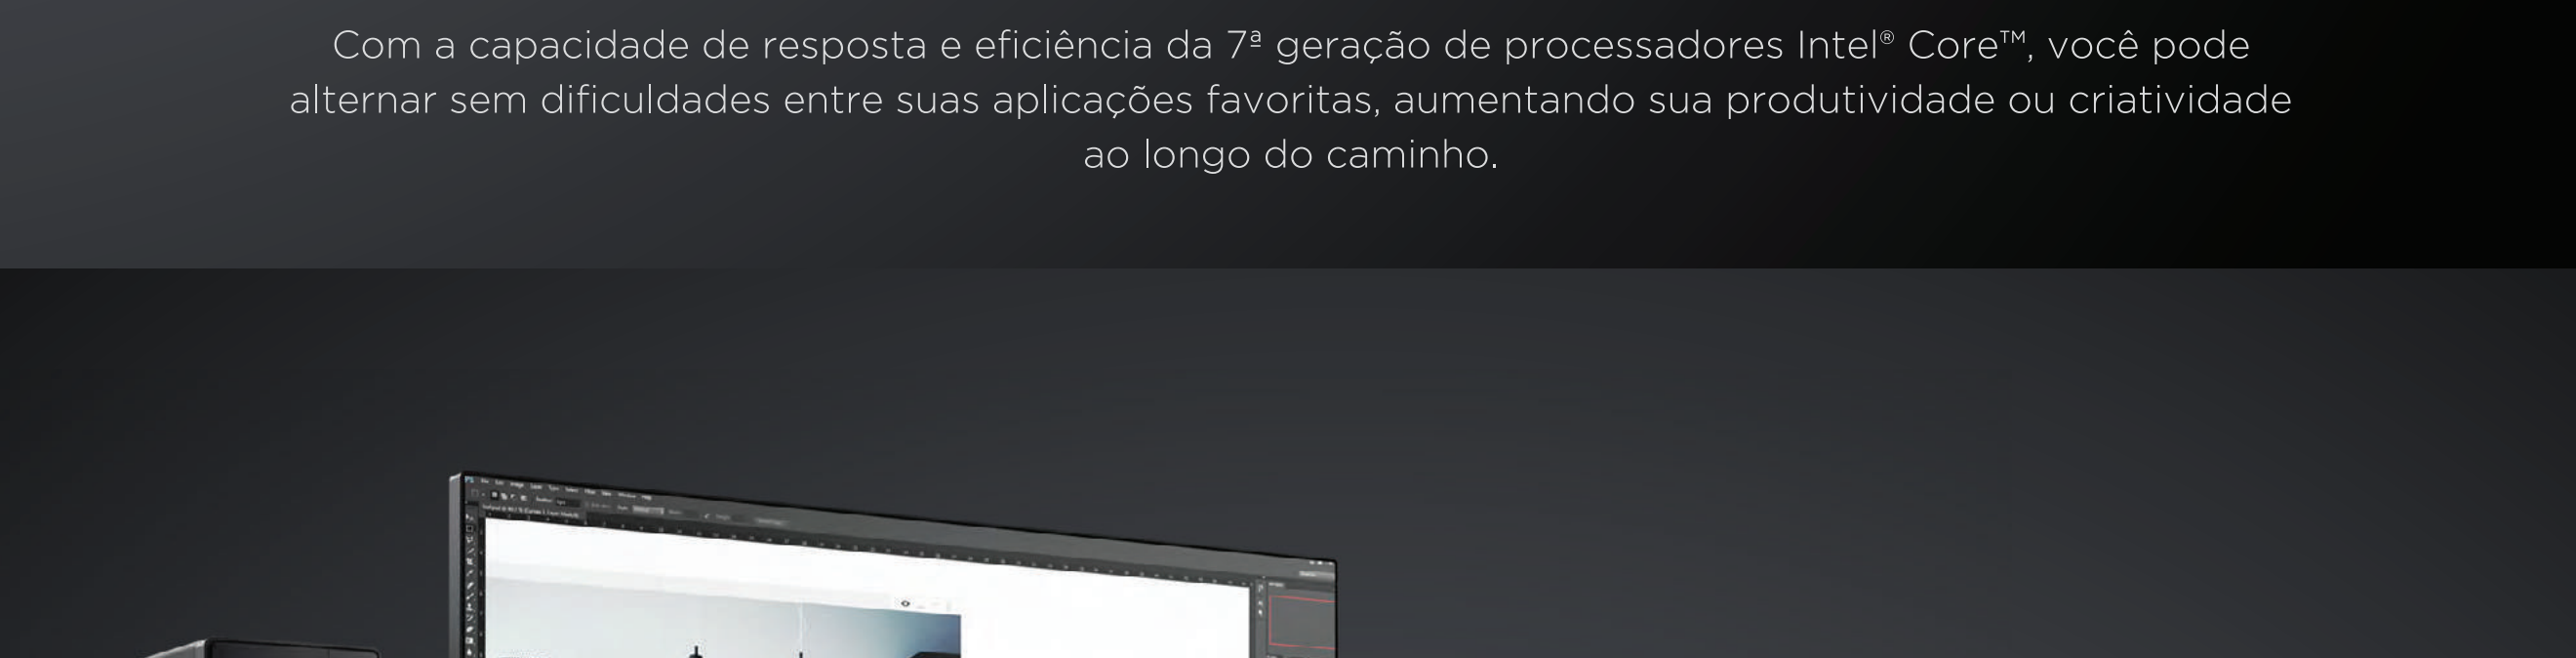 Com a capacidade de resposta e eficiência da 7ª geração de processadores Intel® Core™, você pode
alternar sem dificuldades entre suas aplicações favoritas, aumentando sua produtividade ou criatividade
ao longo do caminho.